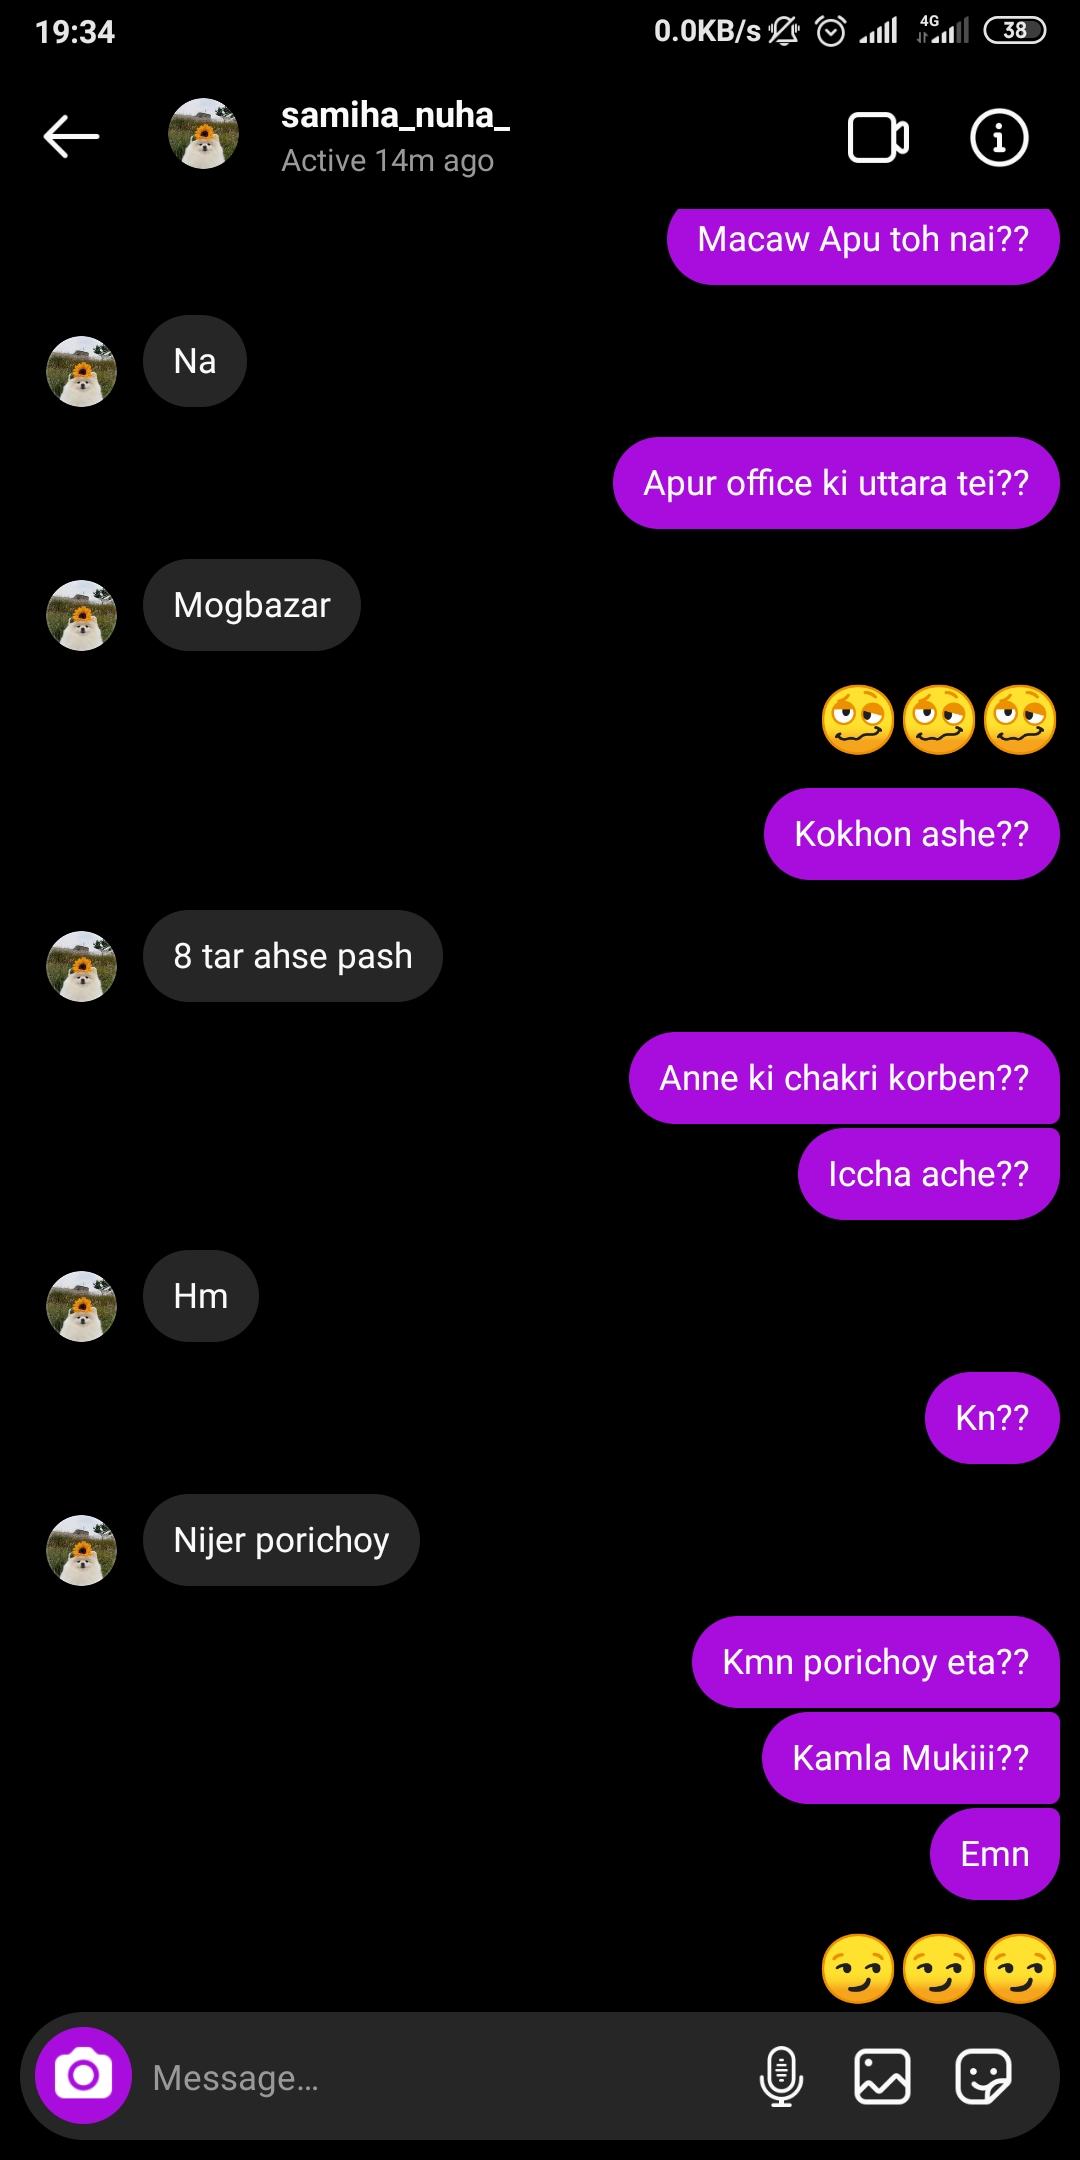 19:34
0.0KB/s
4G
38
samiha_nuha_
Active 14m ago
Macaw Apu toh nai??
Na
Apur office ki uttara tei??
Mogbazar
🥴🥴🥴
Kokhon ashe??
8 tar ahse pash
Anne ki chakri korben??
Iccha ache??
Hm
Kn??
Nijer porichoy
Kmn porichoy eta??
Kamla Mukiii??
Emn
😏😏😏
Message...